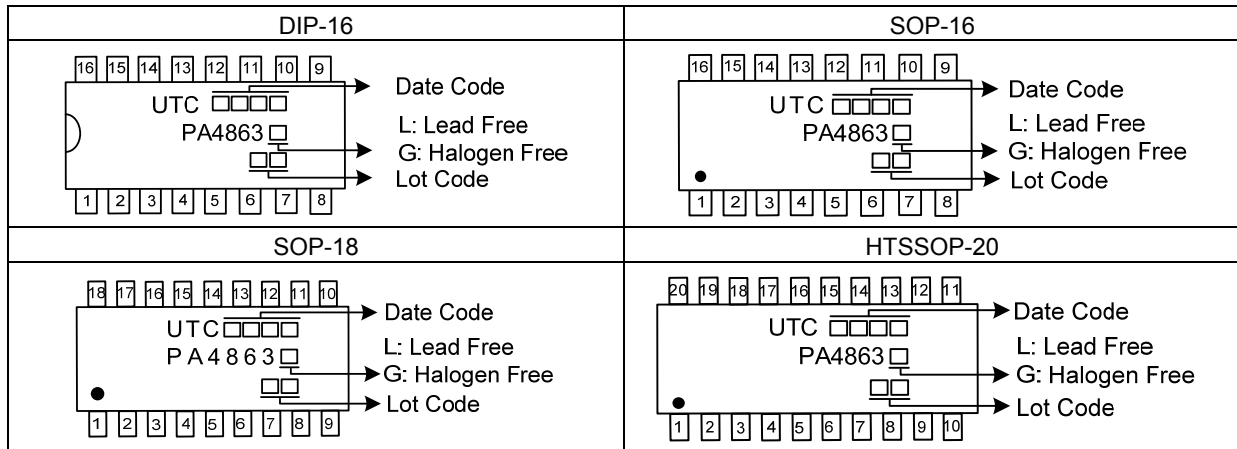 DIP-16
16 15 14 13 12 11 10 9
Date Code
UTC
PA4863
L: Lead Free
G: Halogen Free
Lot Code
1 2 3 4 5 6 7 8
SOP-16
16 15 14 13 12 11 10 9
Date Code
UTC
PA4863
L: Lead Free
G: Halogen Free
Lot Code
1 2 3 4 5 6 7 8
SOP-18
18 17 16 15 14 13 12 11 10
Date Code
UTC
PA4863
L: Lead Free
G: Halogen Free
Lot Code
1 2 3 4 5 6 7 8 9
HTSSOP-20
20 19 18 17 16 15 14 13 12 11
Date Code
UTC
PA4863
L: Lead Free
G: Halogen Free
Lot Code
1 2 3 4 5 6 7 8 9 10